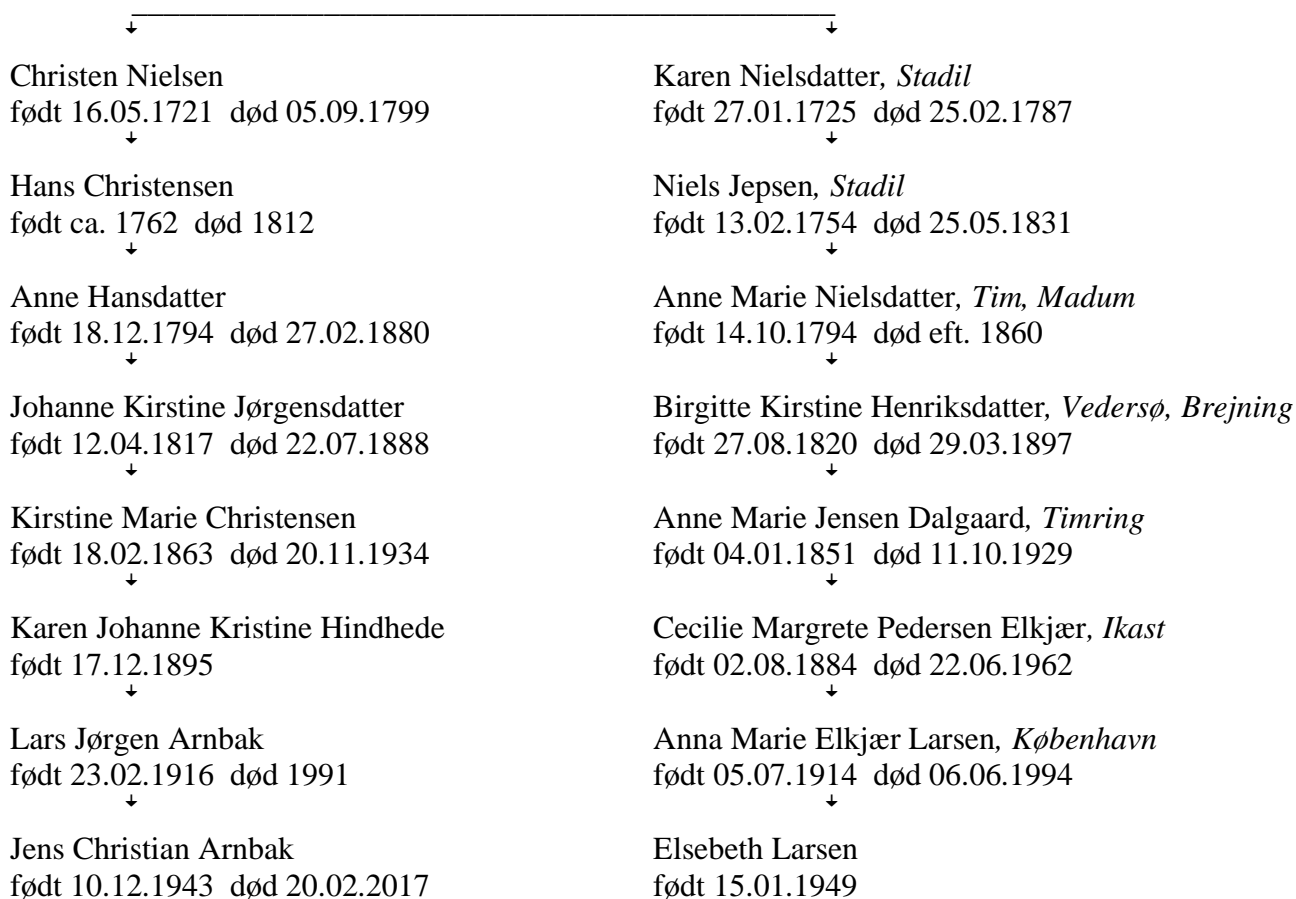 Christen Nielsen
født 16.05.1721 død 05.09.1799
Hans Christensen
født ca. 1762 død 1812
Anne Hansdatter
født 18.12.1794 død 27.02.1880
Johanne Kirstine Jørgensdatter
født 12.04.1817 død 22.07.1888
Kirstine Marie Christensen
født 18.02.1863 død 20.11.1934
Karen Johanne Kristine Hindhede
født 17.12.1895
Lars Jørgen Arnbak
født 23.02.1916 død 1991
Jens Christian Arnbak
født 10.12.1943 død 20.02.2017
Karen Nielsdatter, Stadil
født 27.01.1725 død 25.02.1787
Niels Jepsen, Stadil
født 13.02.1754 død 25.05.1831
Anne Marie Nielsdatter, Tim, Madum
født 14.10.1794 død eft. 1860
Birgitte Kirstine Henriksdatter, Vedersø, Brejning
født 27.08.1820 død 29.03.1897
Anne Marie Jensen Dalgaard, Timring
født 04.01.1851 død 11.10.1929
Cecilie Margrete Pedersen Elkjær, Ikast
født 02.08.1884 død 22.06.1962
Anna Marie Elkjær Larsen, København
født 05.07.1914 død 06.06.1994
Elsebeth Larsen
født 15.01.1949